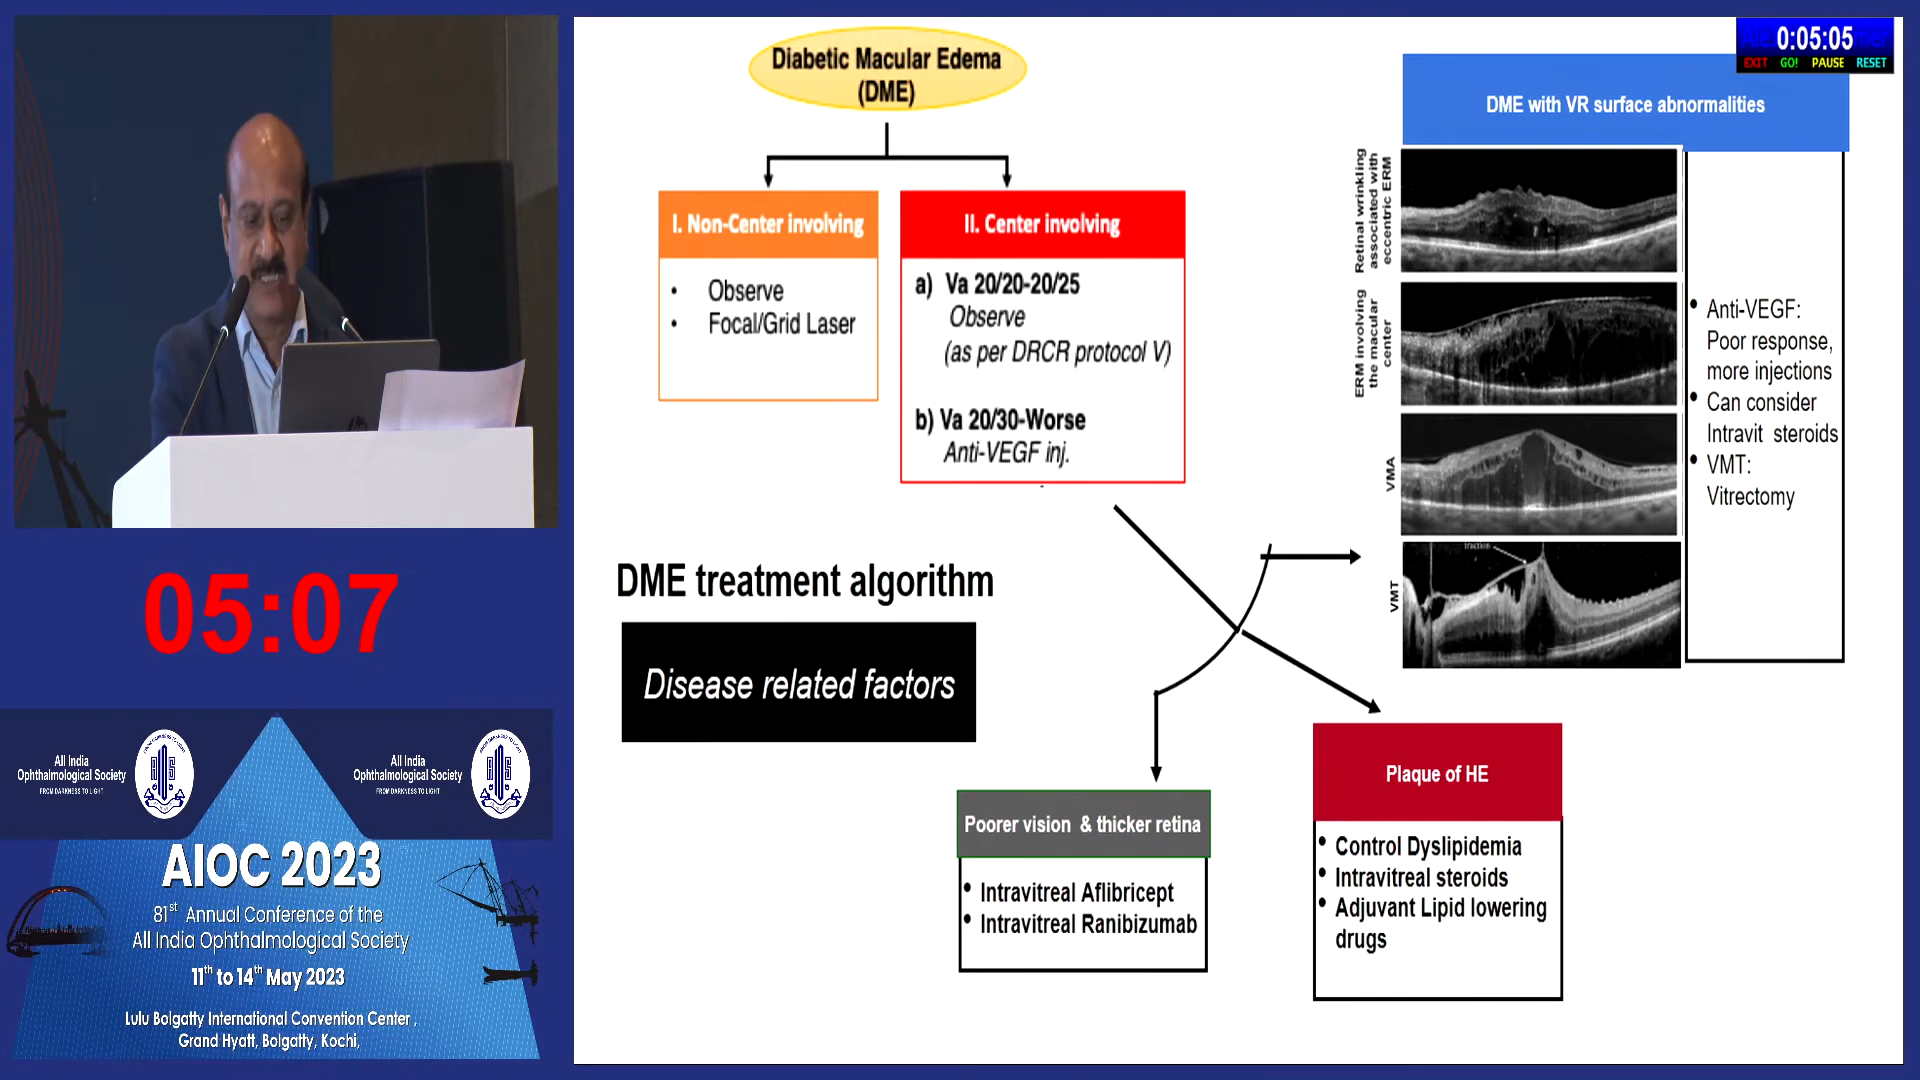 Diabetic Macular Edema
(DME)
I. Non-Center involving
• Observe
• Focal/Grid Laser
II. Center involving
a) Va 20/20-20/25
Observe
(as per DRCR protocol V)
b) Va 20/30-Worse
Anti-VEGF inj.
0:05:05
EXIT GO! PAUSE RESET
DME with VR surface abnormalities
Retinal wrinkling
associated with
eccentric ERM
ERM involving
the macular
center
VMA
VMT
traction
• Anti-VEGF:
Poor response,
more injections
• Can consider
Intravit steroids
• VMT:
Vitrectomy
DME treatment algorithm
Disease related factors
Poorer vision & thicker retina
• Intravitreal Aflibricept
• Intravitreal Ranibizumab
Plaque of HE
• Control Dyslipidemia
• Intravitreal steroids
• Adjuvant Lipid lowering
drugs
05:07
All India
Ophthalmological Society
FROM DARKNESS TO LIGHT
All India
Ophthalmological Society
FROM DARKNESS TO LIGHT
AIOC 2023
81st Annual Conference of the
All India Ophthalmological Society
11th to 14th May 2023
Lulu Bolgatty International Convention Center ,
Grand Hyatt, Bolgatty, Kochi,